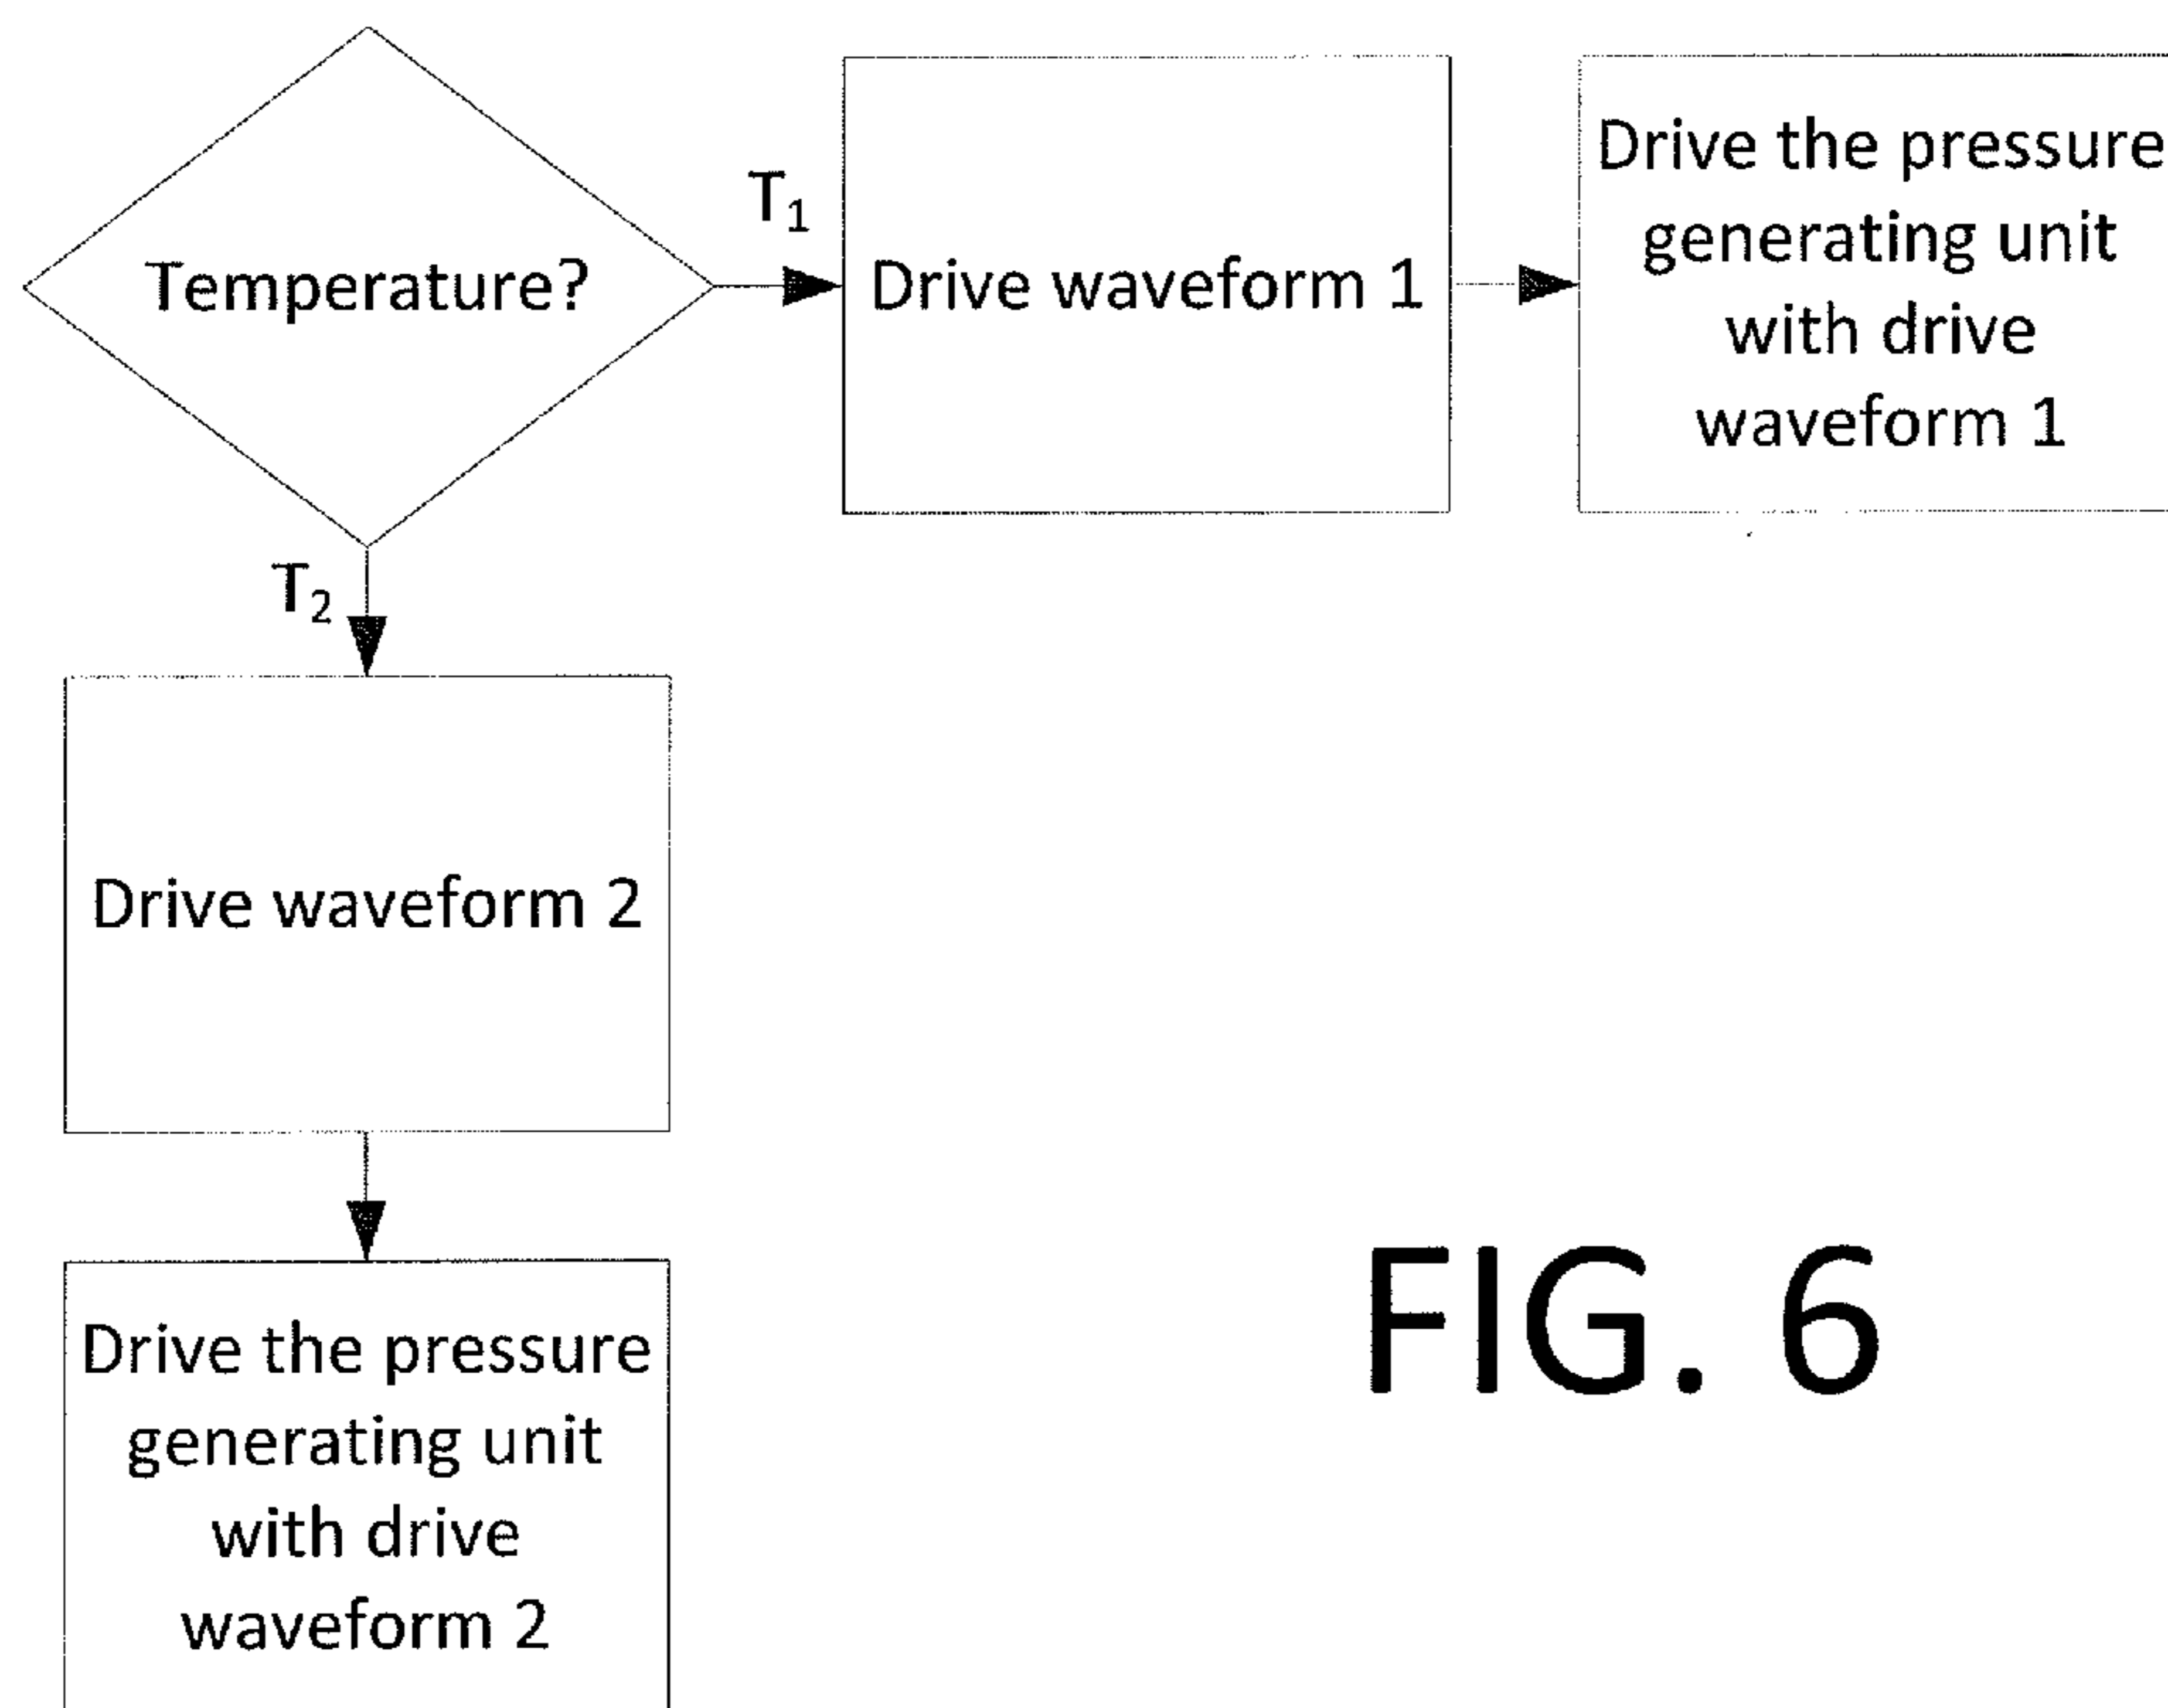 Temperature?
T₁
Drive waveform 1
Drive the pressure
generating unit
with drive
waveform 1
T₂
Drive waveform 2
Drive the pressure
generating unit
with drive
waveform 2
FIG. 6